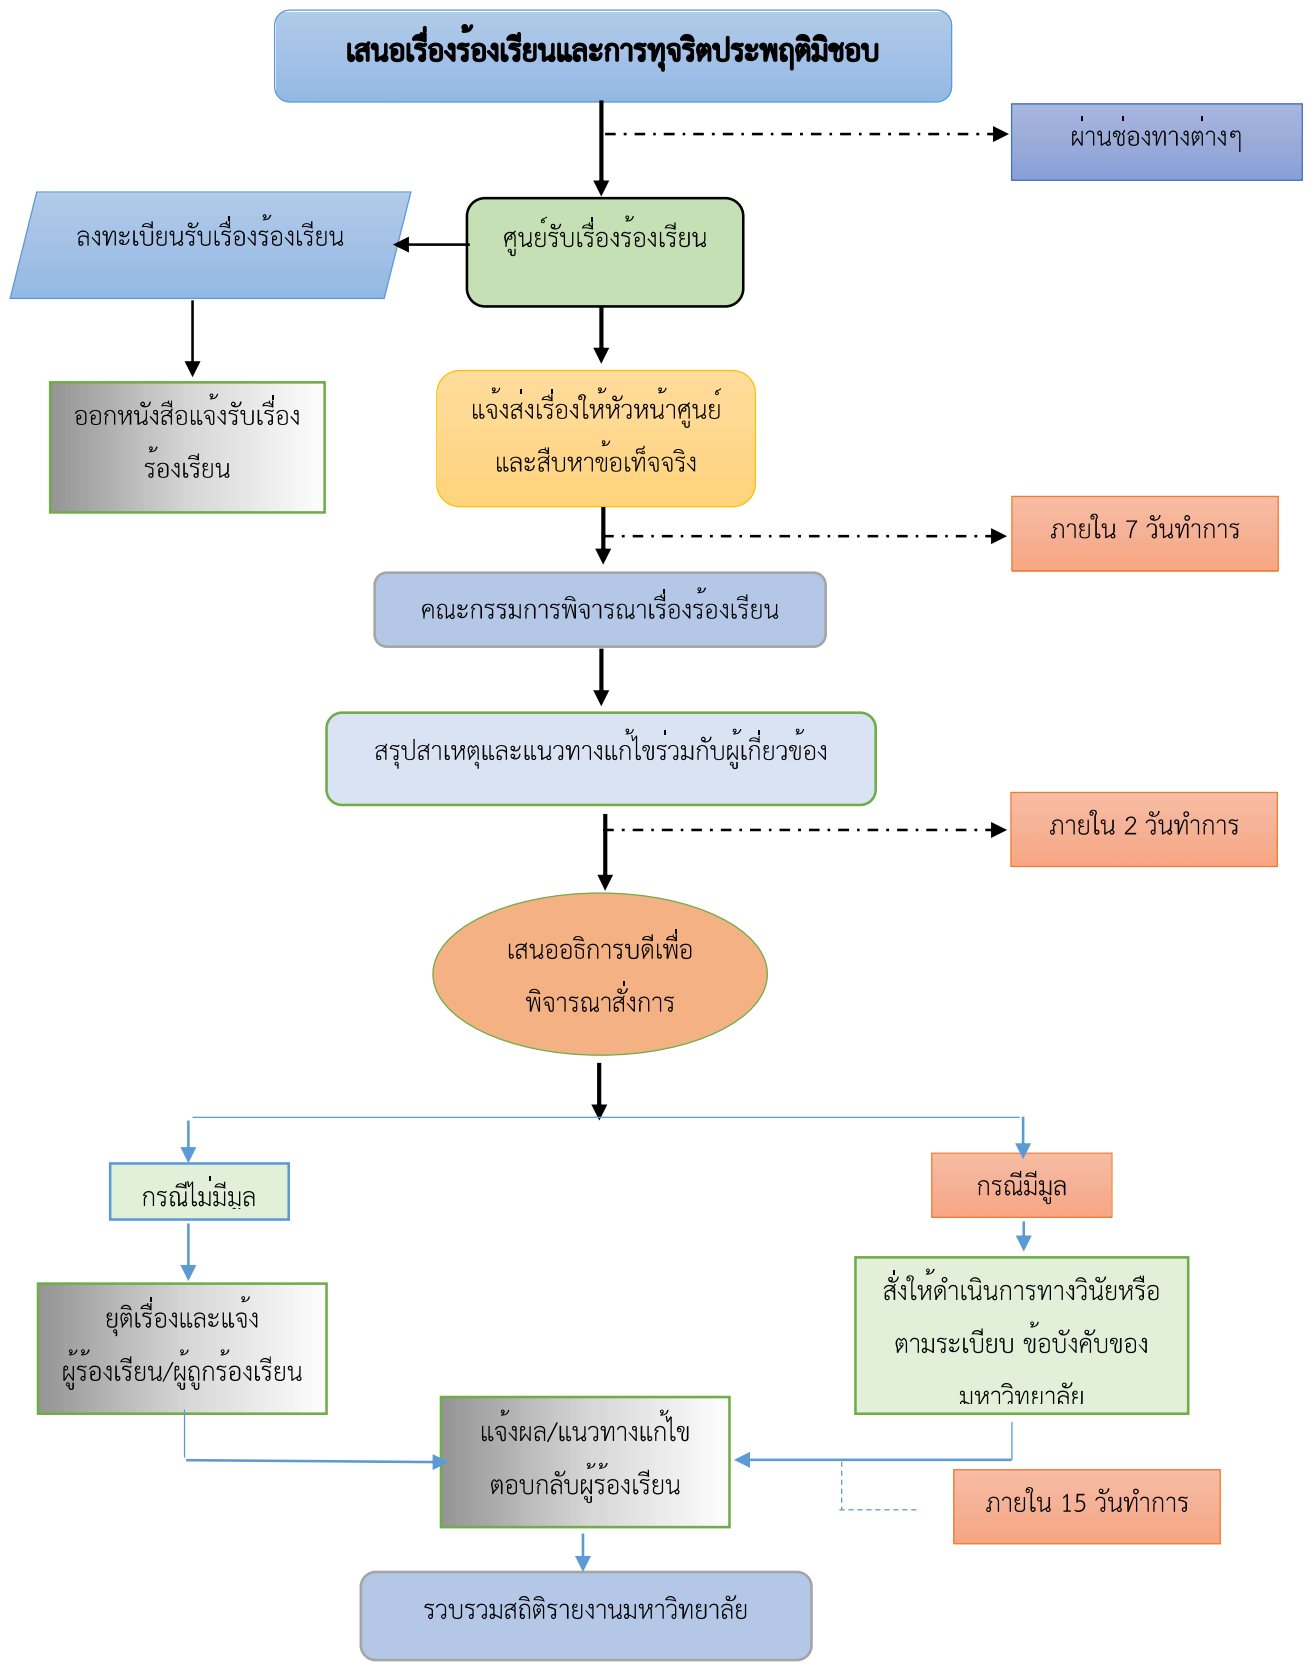 เสนอเรื่องร้องเรียนและการทุจริตประพฤติมิชอบ
ผ่านช่องทางต่างๆ
ลงทะเบียนรับเรื่องร้องเรียน
ศูนย์รับเรื่องร้องเรียน
ออกหนังสือแจ้งรับเรื่อง
ร้องเรียน
แจ้งส่งเรื่องให้หัวหน้าศูนย์
และสืบหาข้อเท็จจริง
ภายใน 7 วันทำการ
คณะกรรมการพิจารณาเรื่องร้องเรียน
สรุปสาเหตุและแนวทางแก้ไขร่วมกับผู้เกี่ยวข้อง
ภายใน 2 วันทำการ
เสนออธิการบดีเพื่อ
พิจารณาสั่งการ
กรณีไม่มีมูล
กรณีมีมูล
ยุติเรื่องและแจ้ง
ผู้ร้องเรียน/ผู้ถูกร้องเรียน
สั่งให้ดำเนินการทางวินัยหรือ
ตามระเบียบ ข้อบังคับของ
มหาวิทยาลัย
แจ้งผล/แนวทางแก้ไข
ตอบกลับผู้ร้องเรียน
ภายใน 15 วันทำการ
รวบรวมสถิติรายงานมหาวิทยาลัย